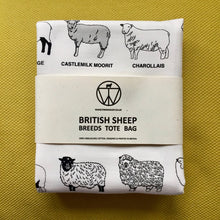 GE
CASTLEMILK MOORIT
CHAROLLAIS
BRITISH SHEEP
BREEDS TOTE BAG